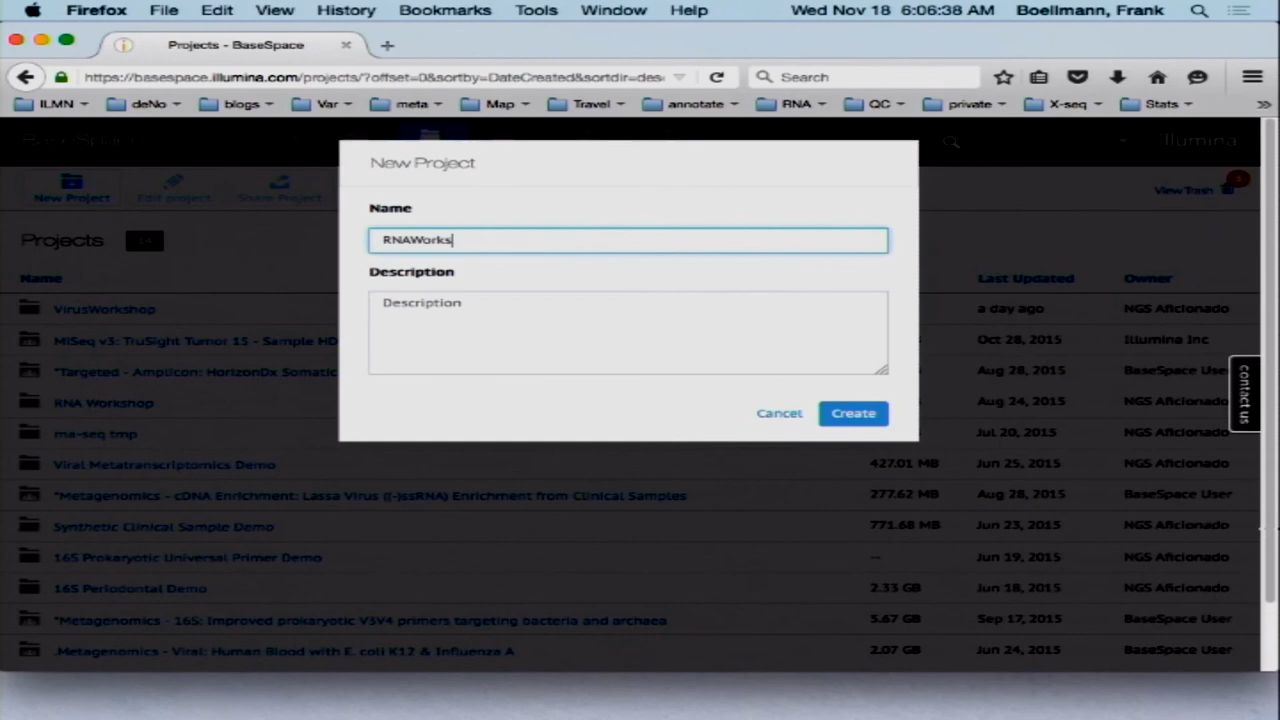 Firefox File Edit View History Bookmarks Tools Window Help Wed Nov 18 6:06:38 AM Boellmann, Frank
Projects - BaseSpace
https://basespace.illumina.com/projects/?offset=0&sortby=DateCreated&sortdir=des Search
ILMN deNo blogs Var meta Map Travel annotate RNA QC private X-seq Stats
BaseSpace Illumina
New Project
New Project Edit project Share Project View Trash
Name
RNAWorks
Projects 14
Description
Name Last Updated Owner
Description
VirusWorkshop a day ago NGS Aficionado
MiSeq v3: TruSight Tumor 15 - Sample HD Oct 28, 2015 Illumina Inc
"Targeted - Amplicon: HorizonDx Somatic Aug 28, 2015 BaseSpace User
contact us
RNA Workshop Aug 24, 2015 NGS Aficionado
Cancel Create
rna-seq tmp Jul 20, 2015 NGS Aficionado
Viral Metatranscriptomics Demo 427.01 MB Jun 25, 2015 NGS Aficionado
"Metagenomics - cDNA Enrichment: Lassa Virus ((-)ssRNA) Enrichment from Clinical Samples 277.62 MB Aug 28, 2015 BaseSpace User
Synthetic Clinical Sample Demo 771.68 MB Jun 23, 2015 NGS Aficionado
16S Prokaryotic Universal Primer Demo -- Jun 19, 2015 NGS Aficionado
16S Periodontal Demo 2.33 GB Jun 18, 2015 NGS Aficionado
"Metagenomics - 16S: Improved prokaryotic V3V4 primers targeting bacteria and archaea 5.67 GB Sep 17, 2015 BaseSpace User
.Metagenomics - Viral: Human Blood with E. coli K12 & Influenza A 2.07 GB Jun 24, 2015 BaseSpace User